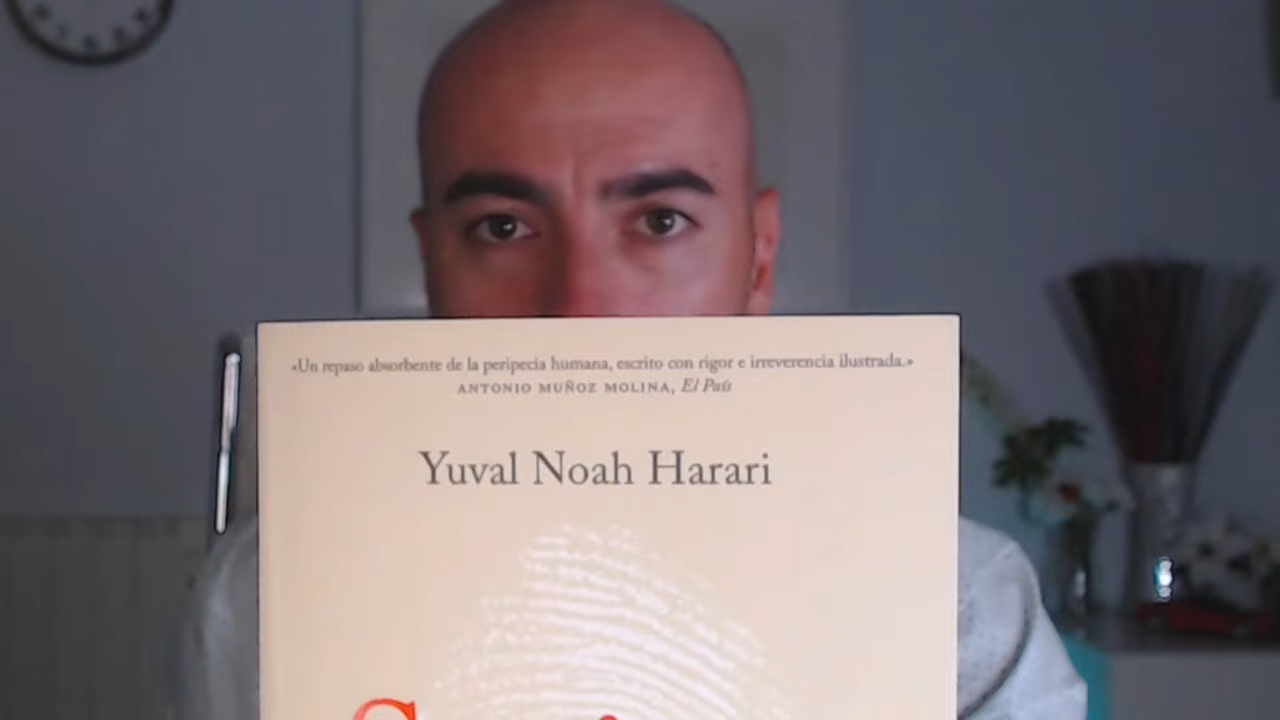 «Un repaso absorbente de la peripecia humana, escrito con rigor e irreverencia ilustrada.»
ANTONIO MUÑOZ MOLINA, El País
Yuval Noah Harari